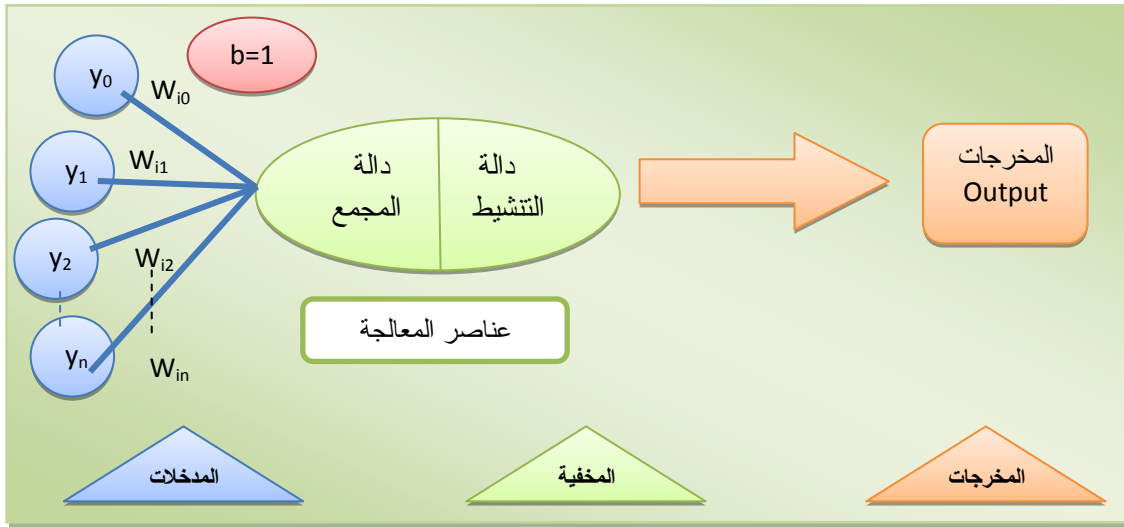 b=1
y₀
Wᵢ₀
y₁
Wᵢ₁
y₂
Wᵢ₂
yₙ
Wᵢₙ
دالة
المجمع
دالة
التنشيط
المخرجات
Output
عناصر المعالجة
المدخلات
المخفية
المخرجات